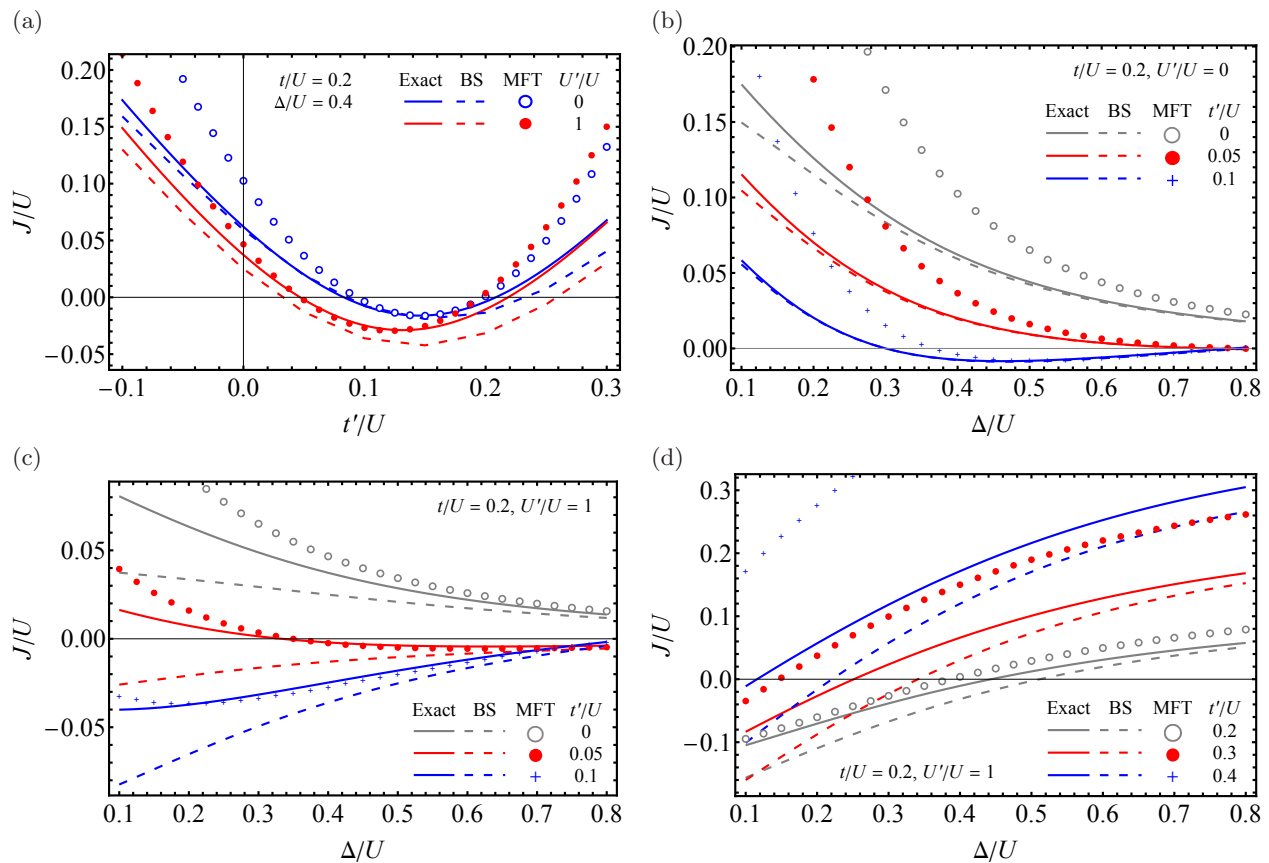 (a)
J/U
0.20
0.15
0.10
0.05
0.00
−0.05
t/U = 0.2
Δ/U = 0.4
Exact BS MFT U′/U
0
1
−0.1 0.0 0.1 0.2 0.3
t′/U
(b)
J/U
0.20
0.15
0.10
0.05
0.00
t/U = 0.2, U′/U = 0
Exact BS MFT t′/U
0
0.05
0.1
0.1 0.2 0.3 0.4 0.5 0.6 0.7 0.8
Δ/U
(c)
J/U
0.05
0.00
−0.05
t/U = 0.2, U′/U = 1
Exact BS MFT t′/U
0
0.05
0.1
0.1 0.2 0.3 0.4 0.5 0.6 0.7 0.8
Δ/U
(d)
J/U
0.3
0.2
0.1
0.0
−0.1
Exact BS MFT t′/U
0.2
0.3
0.4
t/U = 0.2, U′/U = 1
0.1 0.2 0.3 0.4 0.5 0.6 0.7 0.8
Δ/U